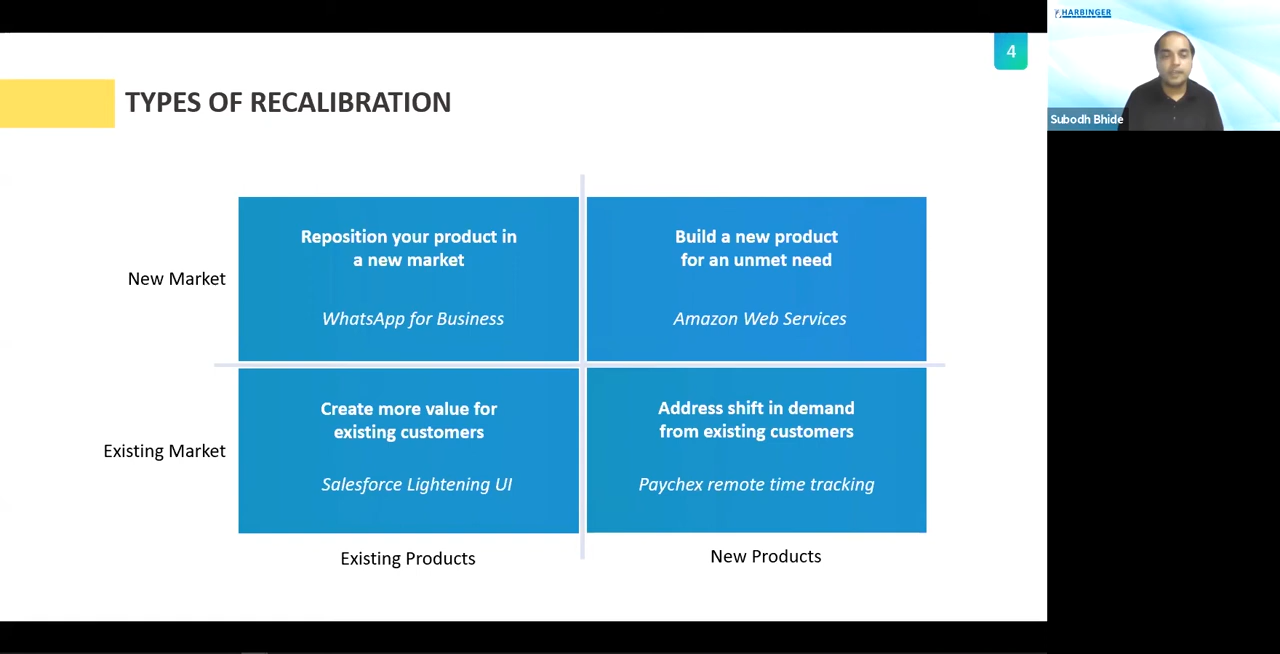 4
HARBINGER
Subodh Bhide
TYPES OF RECALIBRATION
New Market
Reposition your product in
a new market
WhatsApp for Business
Build a new product
for an unmet need
Amazon Web Services
Existing Market
Create more value for
existing customers
Salesforce Lightening UI
Address shift in demand
from existing customers
Paychex remote time tracking
Existing Products
New Products